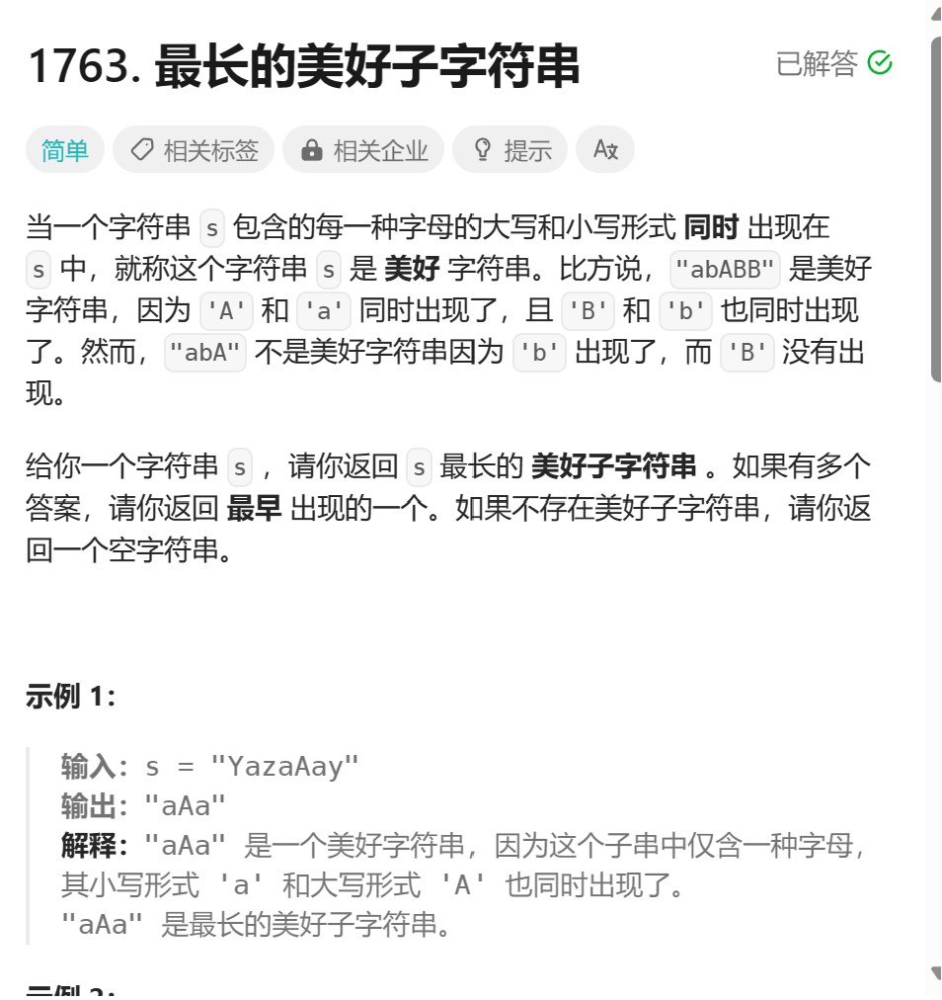 1763. 最长的美好子字符串
已解答
简单 相关标签 相关企业 提示 A文
当一个字符串 s 包含的每一种字母的大写和小写形式 同时 出现在
s 中，就称这个字符串 s 是 美好 字符串。比方说，"abABB" 是美好
字符串，因为 'A' 和 'a' 同时出现了，且 'B' 和 'b' 也同时出现
了。然而，"abA" 不是美好字符串因为 'b' 出现了，而 'B' 没有出
现。
给你一个字符串 s ，请你返回 s 最长的 美好子字符串 。如果有多个
答案，请你返回 最早 出现的一个。如果不存在美好子字符串，请你返
回一个空字符串。
示例 1：
输入：s = "YazaAay"
输出："aAa"
解释："aAa" 是一个美好字符串，因为这个子串中仅含一种字母，
其小写形式 'a' 和大写形式 'A' 也同时出现了。
"aAa" 是最长的美好子字符串。
示例 2：